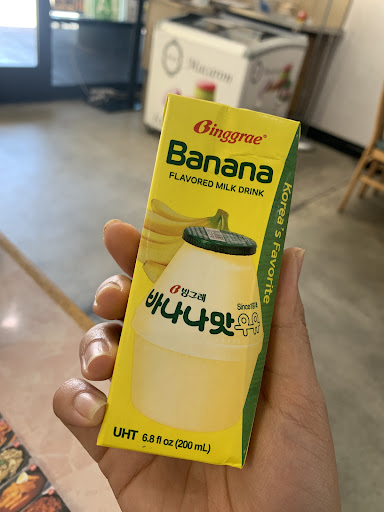 Macaron
Binggrae®
Banana
FLAVORED MILK DRINK
Korea's Favorite
빙그레
Since 1974
바나나맛우유
UHT 6.8 fl oz (200 mL)